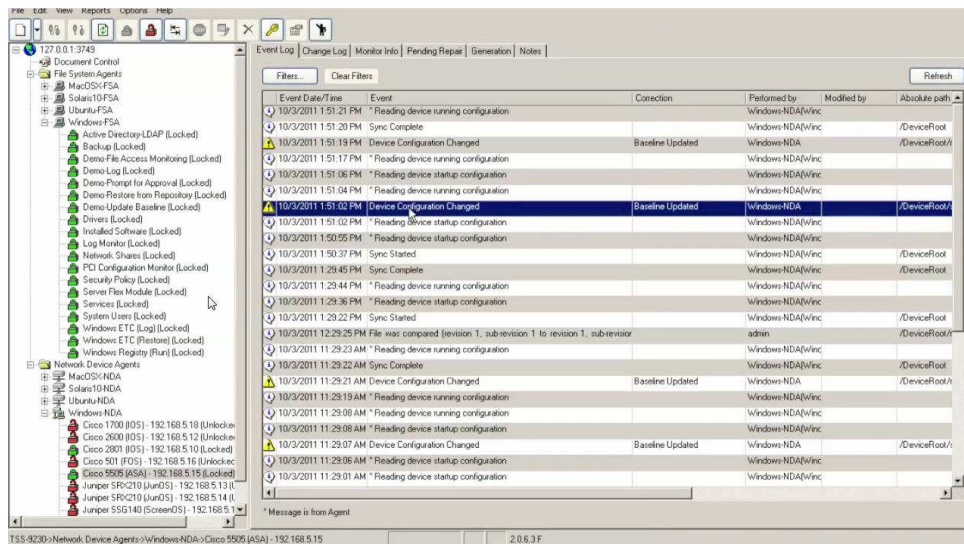 File Edit View Reports Options Help
127.0.0.1:3749
Document Control
File System Agents
MacOSX-FSA
Solaris10-FSA
Ubuntu-FSA
Windows-FSA
Active Directory-LDAP (Locked)
Backup (Locked)
Demo-File Access Monitoring (Locked)
Demo-Log (Locked)
Demo-Prompt for Approval (Locked)
Demo-Restore from Repository (Locked)
Demo-Update Baseline (Locked)
Drivers (Locked)
Installed Software (Locked)
Log Monitor (Locked)
Network Shares (Locked)
PCI Configuration Monitor (Locked)
Security Policy (Locked)
Server Flex Module (Locked)
Services (Locked)
System Users (Locked)
Windows ETC (Log) (Locked)
Windows ETC (Restore) (Locked)
Windows Registry (Run) (Locked)
Network Device Agents
MacOSX-NDA
Solaris10-NDA
Ubuntu-NDA
Windows-NDA
Cisco 1700 (IOS) - 192.168.5.18 (Unlocke
Cisco 2600 (IOS) - 192.168.5.12 (Unlocke
Cisco 2801 (IOS) - 192.168.5.10 (Locked)
Cisco 501 (FOS) - 192.168.5.16 (Unlocked
Cisco 5505 (ASA) - 192.168.5.15 (Locked)
Juniper SRX210 (JunOS) - 192.168.5.13 (L
Juniper SRX210 (JunOS) - 192.168.5.14 (L
Juniper SSG140 (ScreenOS) - 192.168.5.1
Event Log Change Log Monitor Info Pending Repair Generation Notes
Filters... Clear Filters Refresh
Event Date/Time Event Correction Performed by Modified by Absolute path
10/3/2011 1:51:21 PM * Reading device running configuration Windows-NDA(Winc
10/3/2011 1:51:20 PM Sync Complete Windows-NDA(Winc /DeviceRoot
10/3/2011 1:51:19 PM Device Configuration Changed Baseline Updated Windows-NDA /DeviceRoot/r
10/3/2011 1:51:17 PM * Reading device running configuration Windows-NDA(Winc
10/3/2011 1:51:06 PM * Reading device startup configuration Windows-NDA(Winc
10/3/2011 1:51:04 PM * Reading device running configuration Windows-NDA(Winc
10/3/2011 1:51:02 PM Device Configuration Changed Baseline Updated Windows-NDA /DeviceRoot/s
10/3/2011 1:51:02 PM * Reading device startup configuration Windows-NDA(Winc
10/3/2011 1:50:55 PM * Reading device startup configuration Windows-NDA(Winc
10/3/2011 1:50:37 PM Sync Started Windows-NDA(Winc /DeviceRoot
10/3/2011 1:29:45 PM Sync Complete Windows-NDA(Winc /DeviceRoot
10/3/2011 1:29:44 PM * Reading device running configuration Windows-NDA(Winc
10/3/2011 1:29:36 PM * Reading device startup configuration Windows-NDA(Winc
10/3/2011 1:29:22 PM Sync Started Windows-NDA(Winc /DeviceRoot
10/3/2011 12:29:25 PM File was compared (revision 1, sub-revision 1 to revision 1, sub-revision admin /DeviceRoot/r
10/3/2011 11:29:23 AM * Reading device running configuration Windows-NDA(Winc
10/3/2011 11:29:22 AM Sync Complete Windows-NDA(Winc /DeviceRoot
10/3/2011 11:29:21 AM Device Configuration Changed Baseline Updated Windows-NDA /DeviceRoot/r
10/3/2011 11:29:19 AM * Reading device running configuration Windows-NDA(Winc
10/3/2011 11:29:08 AM * Reading device running configuration Windows-NDA(Winc
10/3/2011 11:29:08 AM * Reading device startup configuration Windows-NDA(Winc
10/3/2011 11:29:07 AM Device Configuration Changed Baseline Updated Windows-NDA /DeviceRoot/s
10/3/2011 11:29:06 AM * Reading device startup configuration Windows-NDA(Winc
10/3/2011 11:29:01 AM * Reading device startup configuration Windows-NDA(Winc
* Message is from Agent
TSS-9230->Network Device Agents->Windows-NDA->Cisco 5505 (ASA) - 192.168.5.15 2.0.6.3 F